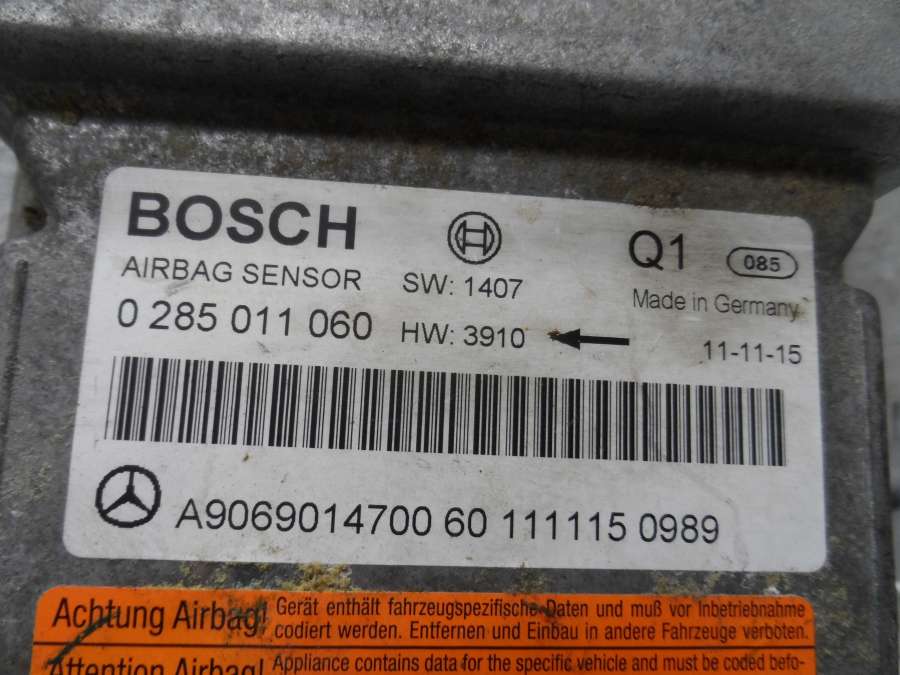 BOSCH
Q1 085
AIRBAG SENSOR SW: 1407
Made in Germany
0 285 011 060 HW: 3910
11-11-15
A9069014700 60 111115 0989
Achtung Airbag! Gerät enthält fahrzeugspezifische Daten und muß vor Inbetriebnahme
codiert werden. Entfernen und Einbau in andere Fahrzeuge verboten.
Attention Airbag! Appliance contains data for the specific vehicle and must be coded befo-